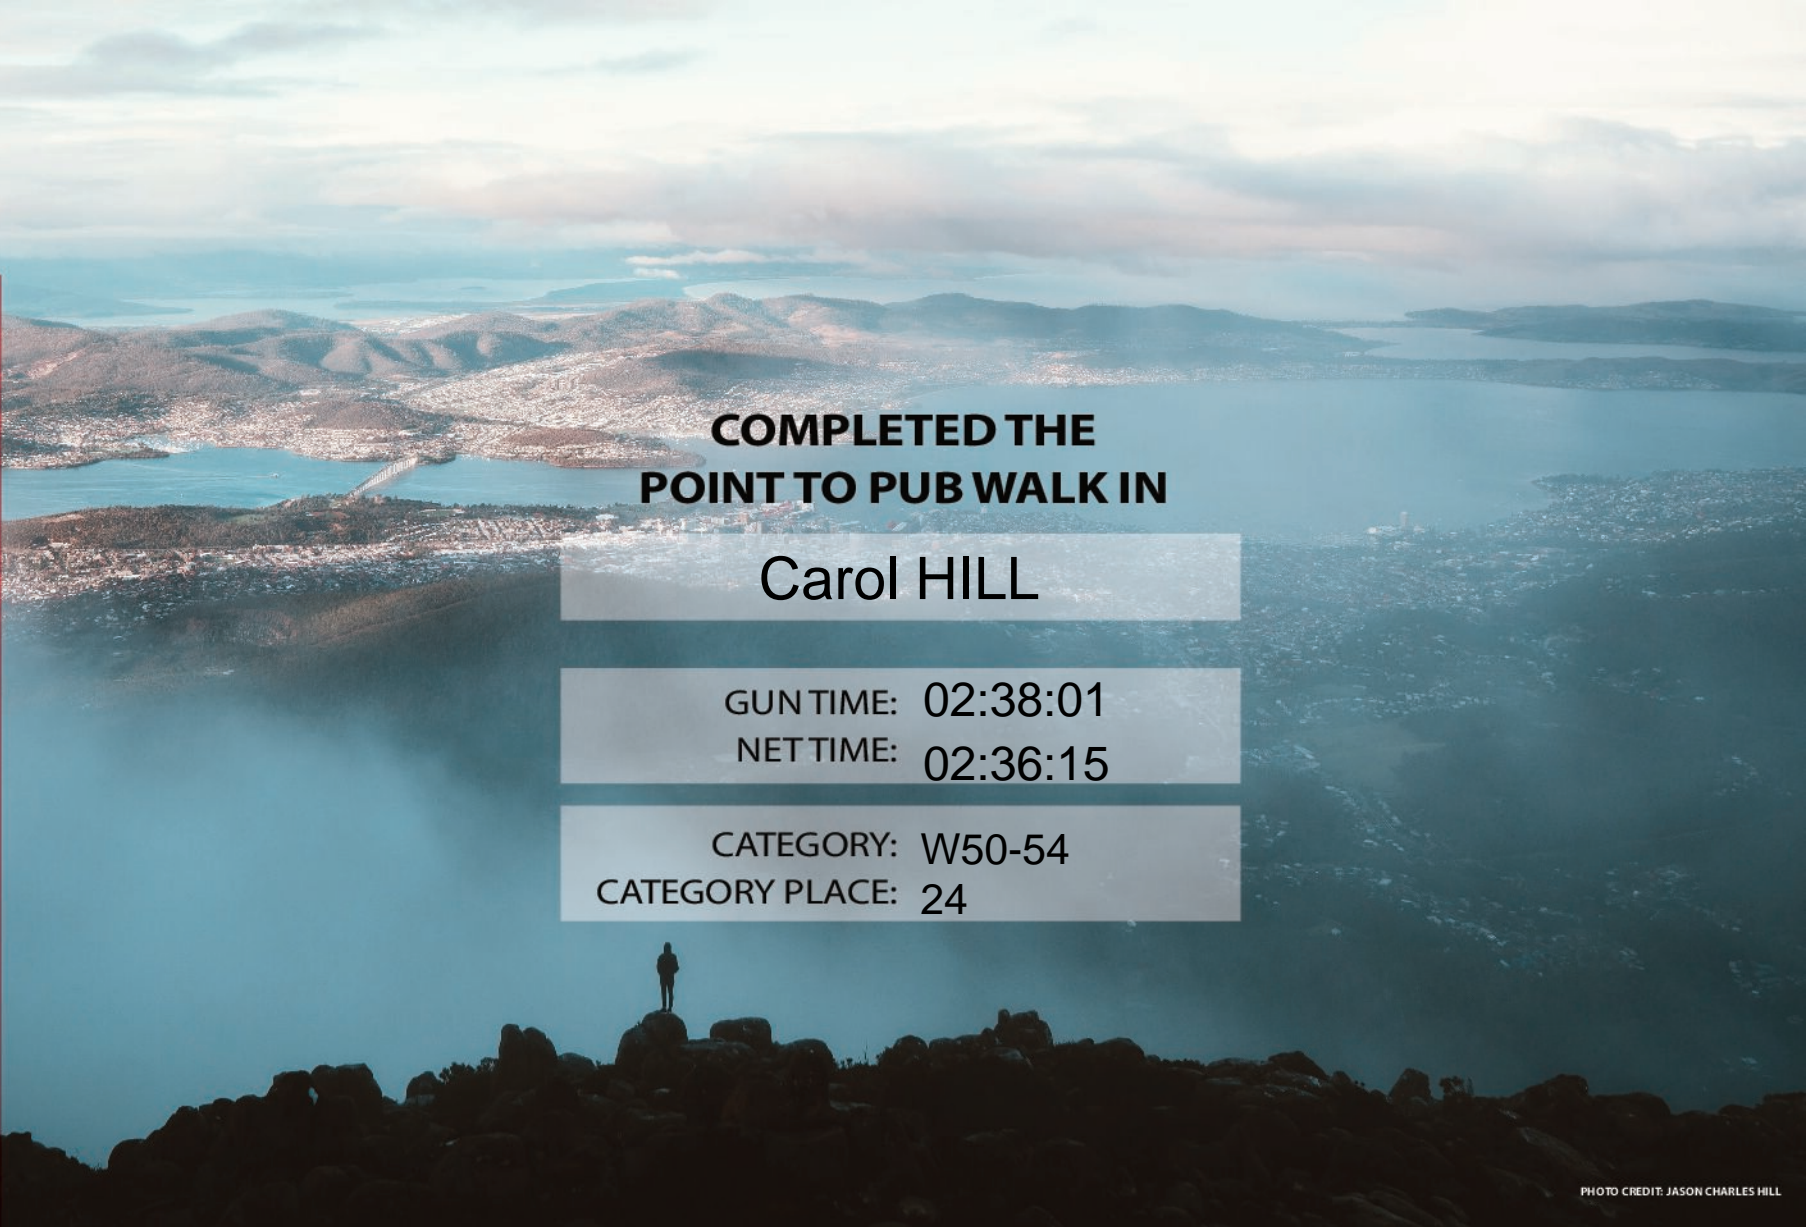 COMPLETED THE
POINT TO PUB WALK IN
Carol HILL
GUN TIME: 02:38:01
NET TIME: 02:36:15
CATEGORY: W50-54
CATEGORY PLACE: 24
PHOTO CREDIT: JASON CHARLES HILL